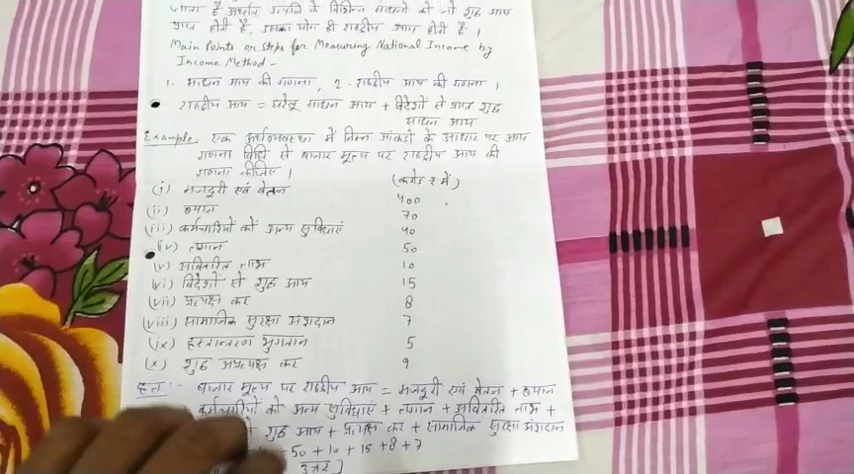 जाता है अर्थात् उत्पत्ति के विभिन्न साधनों को जो शुद्ध आय
प्राप्त होती है, उसका योग ही राष्ट्रीय आय होती है।
Main Points or Steps for Measuring National Income by
Income Method -
1- साधन आय की गणना, 2- राष्ट्रीय आय की गणना।
राष्ट्रीय आय = घरेलू साधन आय + विदेशों से प्राप्त शुद्ध
साधन आय
Example एक अर्थव्यवस्था में निम्न आंकडों के आधार पर आय
गणना विधि से बाजार मूल्य पर राष्ट्रीय आय की
गणना कीजिए। (करोड़ ₹ में)
(i) मजदूरी एवं वेतन 400
(ii) ब्याज 70
(iii) कर्मचारियों को अन्य सुविधाएं 40
(iv) लगान 50
(v) अवितरित लाभ 10
(vi) विदेशों से शुद्ध आय 15
(vii) प्रत्यक्ष कर 8
(viii) सामाजिक सुरक्षा अंशदान 7
(ix) हस्तान्तरण भुगतान 5
(x) शुद्ध अप्रत्यक्ष कर 9
हल :- बाजार मूल्य पर राष्ट्रीय आय = मजदूरी एवं वेतन + ब्याज
+ कर्मचारियों को अन्य सुविधाएं + लगान + अवितरित लाभ +
शुद्ध आय + प्रत्यक्ष कर + सामाजिक सुरक्षा अंशदान
+ 50 + 10 + 15 + 8 + 7